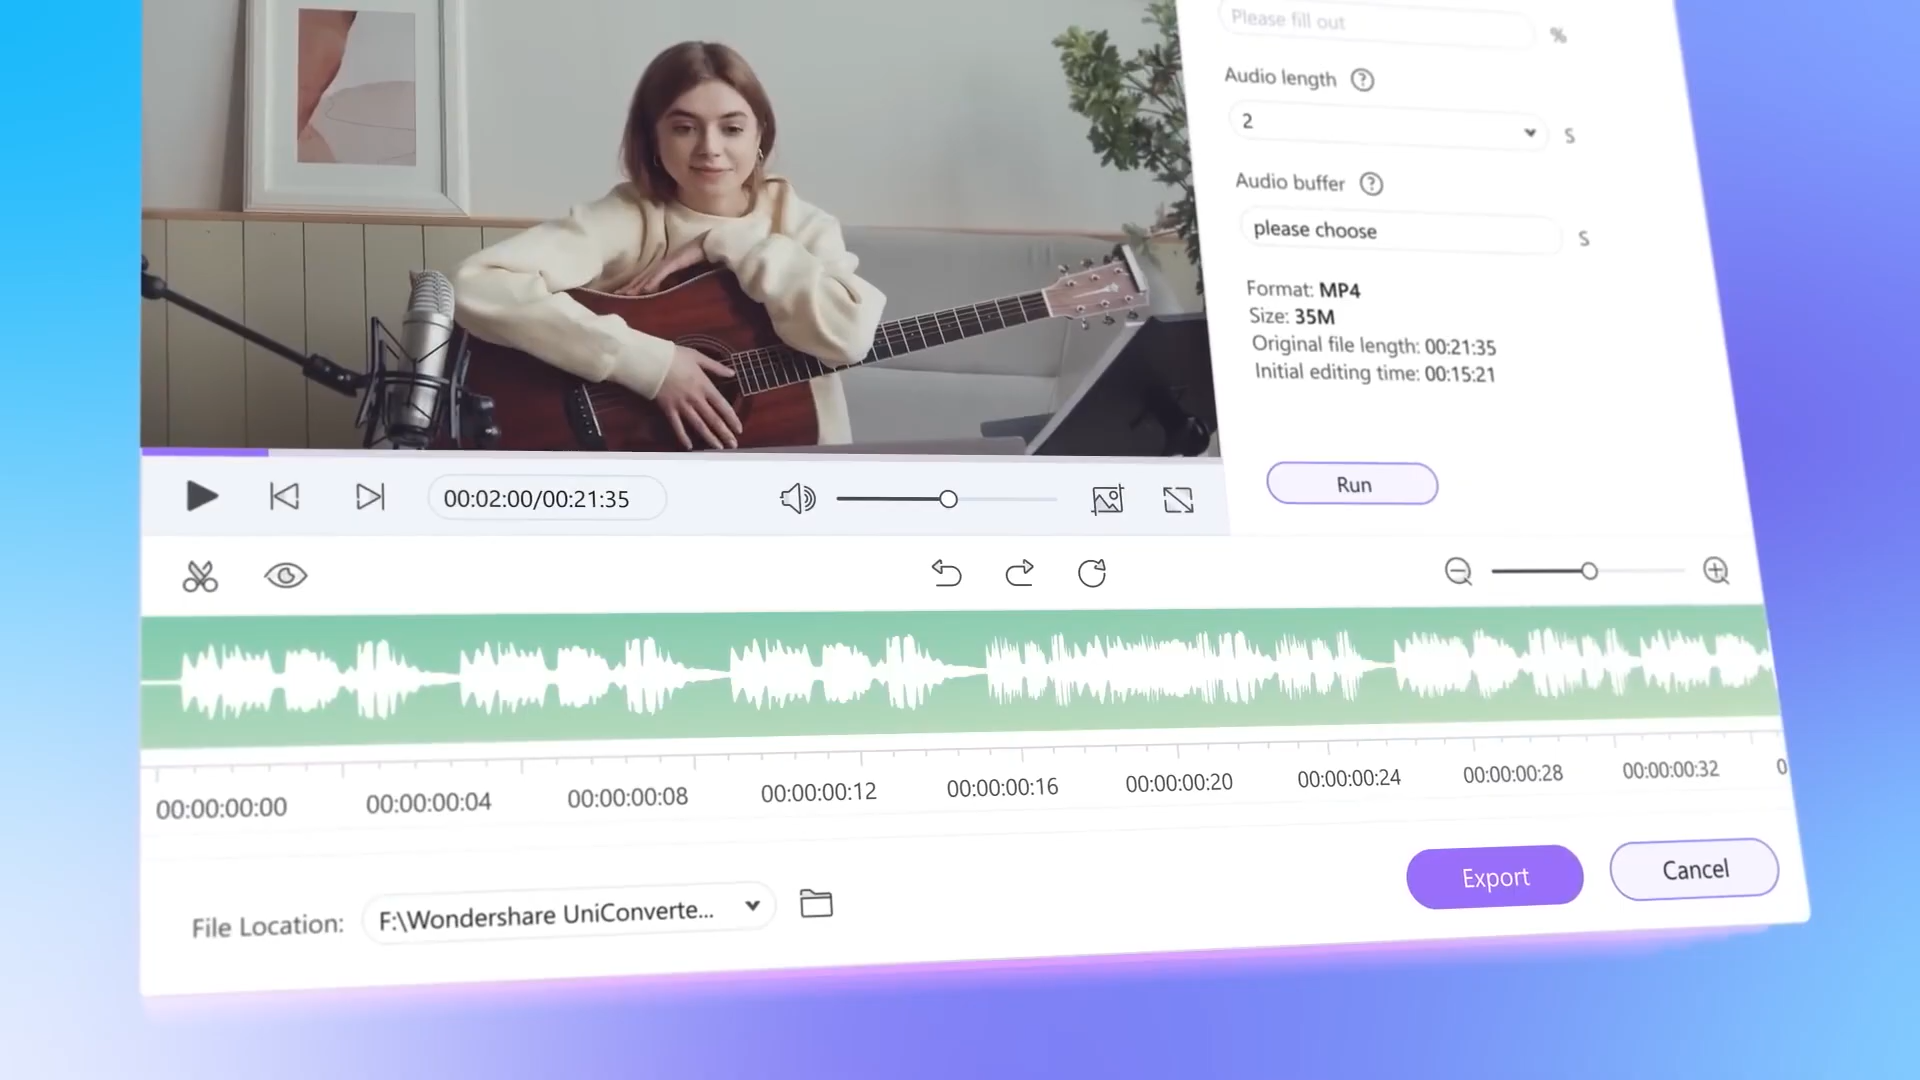 Please fill out
%
Audio length ?
2
S
Audio buffer ?
please choose
S
Format: MP4
Size: 35M
Original file length: 00:21:35
Initial editing time: 00:15:21
Run
00:02:00/00:21:35
00:00:00:00 00:00:00:04 00:00:00:08 00:00:00:12 00:00:00:16 00:00:00:20 00:00:00:24 00:00:00:28 00:00:00:32 0
File Location: F:\Wondershare UniConverte...
Export
Cancel